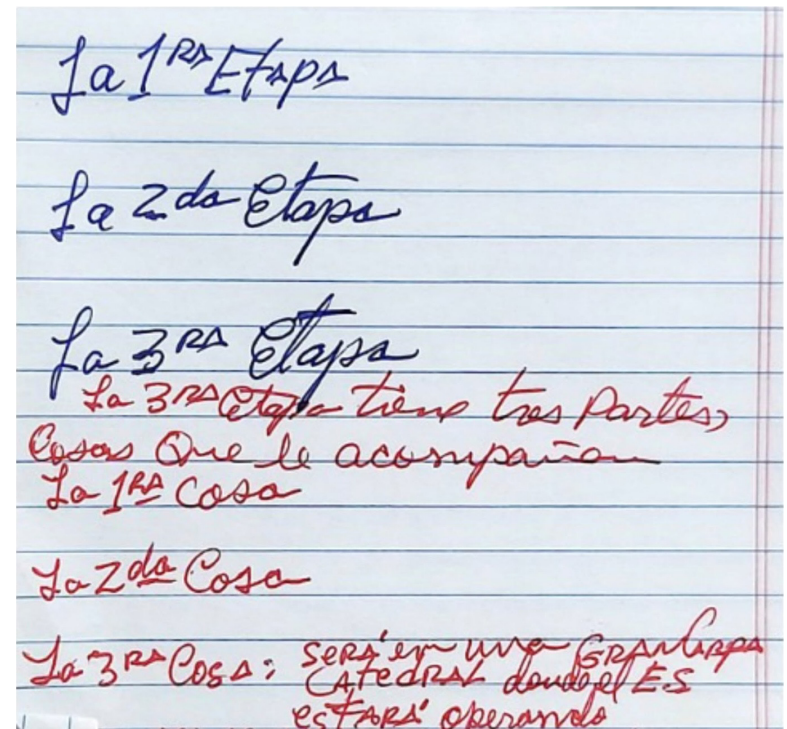 La 1RA Etapa
La 2da Etapa
La 3RA Etapa
La 3RA Etapa tiene tres Partes,
Cosas Que le acompañan
La 1RA Cosa
La 2da Cosa
La 3RA Cosa: SERÁ en una GRAN CARPA
CATEDRAL donde el E.S
ESTARÁ operando